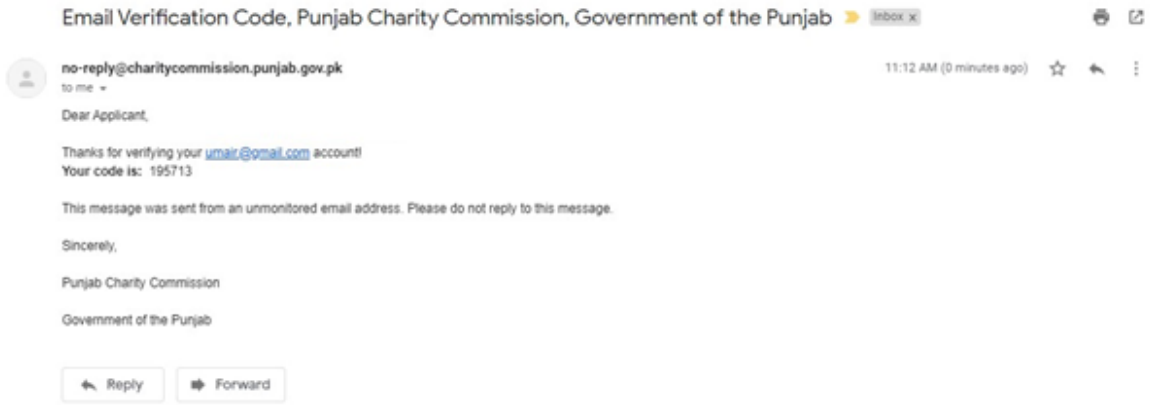 Email Verification Code, Punjab Charity Commission, Government of the Punjab Inbox x
no-reply@charitycommission.punjab.gov.pk 11:12 AM (0 minutes ago)
to me
Dear Applicant,
Thanks for verifying your umair.@gmail.com account!
Your code is: 195713
This message was sent from an unmonitored email address. Please do not reply to this message.
Sincerely,
Punjab Charity Commission
Government of the Punjab
Reply Forward